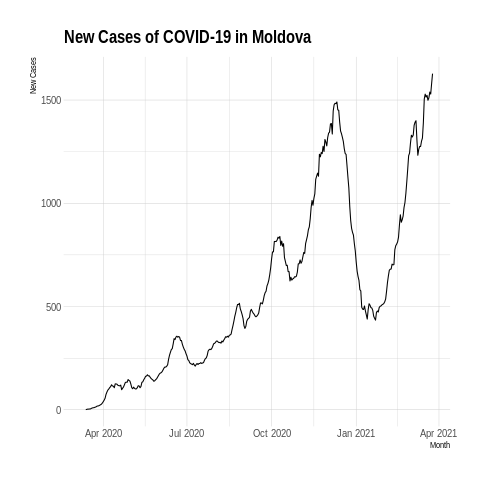 New Cases of COVID-19 in Moldova
New Cases
1500
1000
500
0
Apr 2020 Jul 2020 Oct 2020 Jan 2021 Apr 2021
Month